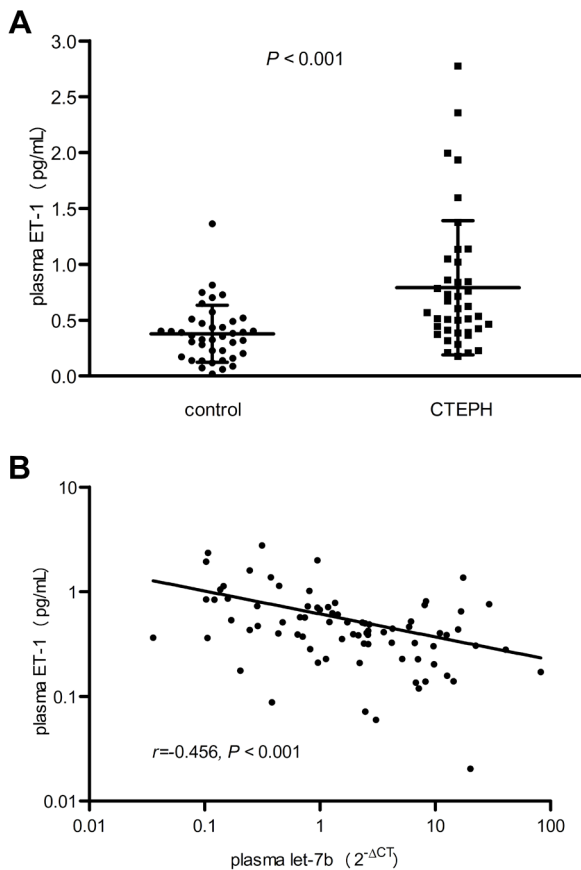 A
3.0
P < 0.001
2.5
2.0
1.5
1.0
0.5
0.0
plasma ET-1 (pg/mL)
control CTEPH
B
10
1
0.1
0.01
plasma ET-1 (pg/mL)
r=-0.456, P < 0.001
0.01 0.1 1 10 100
plasma let-7b (2^-ΔCT)